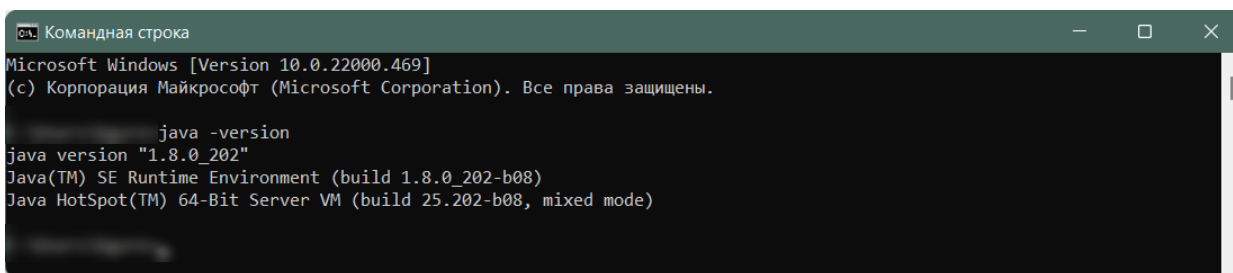 Командная строка
Microsoft Windows [Version 10.0.22000.469]
(c) Корпорация Майкрософт (Microsoft Corporation). Все права защищены.
java -version
java version "1.8.0_202"
Java(TM) SE Runtime Environment (build 1.8.0_202-b08)
Java HotSpot(TM) 64-Bit Server VM (build 25.202-b08, mixed mode)